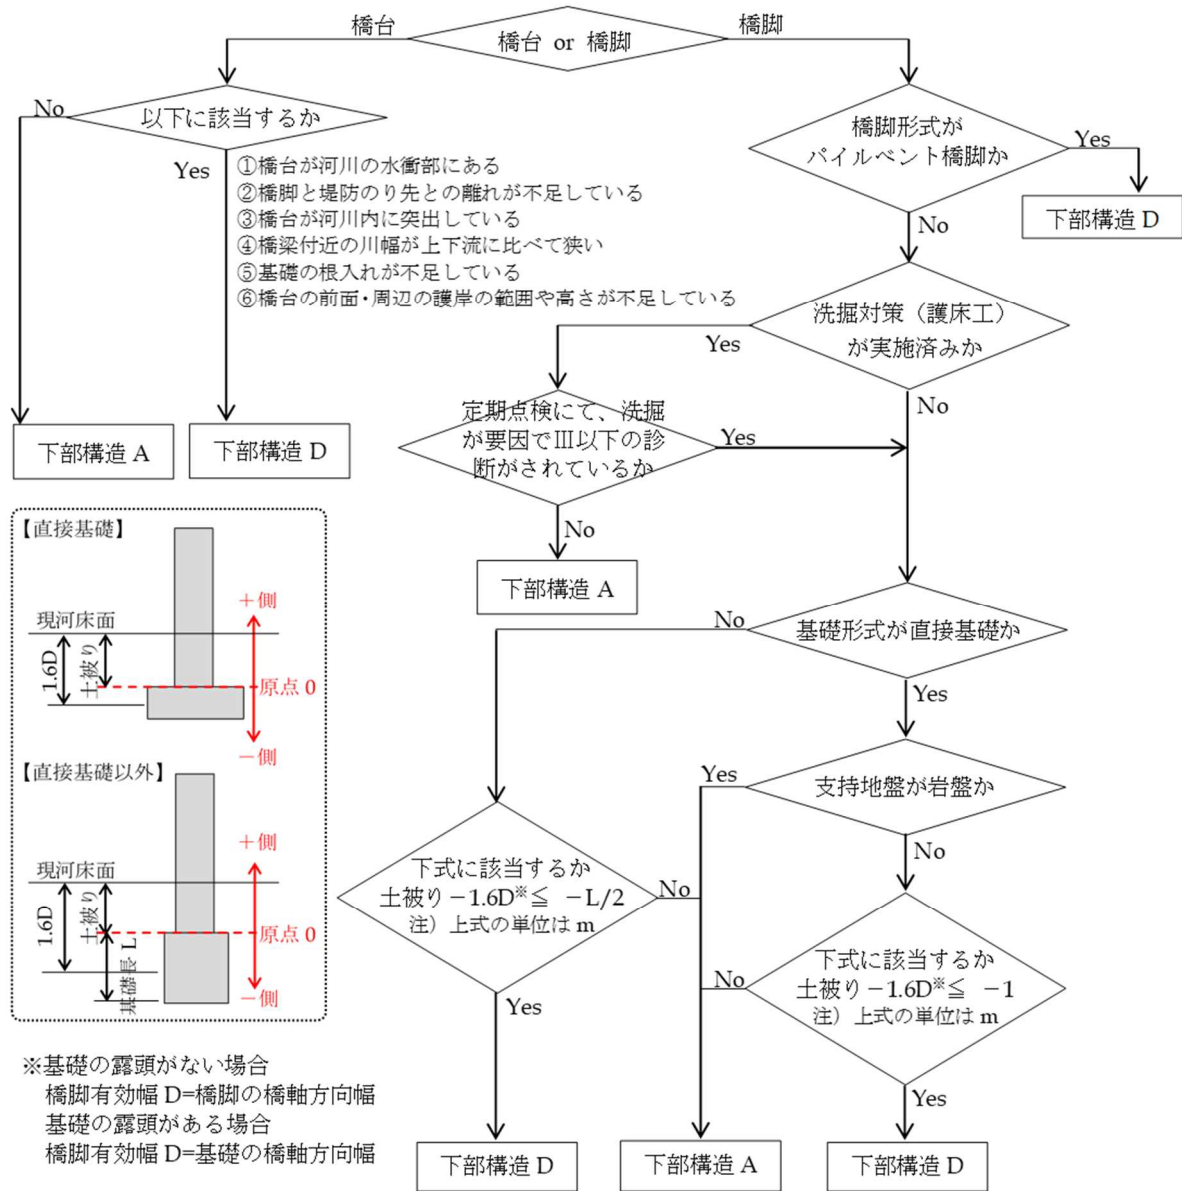 橋台 or 橋脚
橋台
橋脚
以下に該当するか
No
Yes
①橋台が河川の水衝部にある
②橋脚と堤防のり先との離れが不足している
③橋台が河川内に突出している
④橋梁付近の川幅が上下流に比べて狭い
⑤基礎の根入れが不足している
⑥橋台の前面・周辺の護岸の範囲や高さが不足している
下部構造 A
下部構造 D
橋脚形式が
パイルベント橋脚か
Yes
下部構造 D
No
洗掘対策（護床工）
が実施済みか
Yes
No
定期点検にて、洗掘
が要因でⅢ以下の診
断がされているか
Yes
No
下部構造 A
基礎形式が直接基礎か
No
Yes
支持地盤が岩盤か
Yes
No
下式に該当するか
土被り－1.6D※≦ －L/2
注）上式の単位は m
No
Yes
下式に該当するか
土被り－1.6D※≦ －1
注）上式の単位は m
No
Yes
下部構造 D
下部構造 A
下部構造 D
【直接基礎】
現河床面
1.6D
土被り
＋側
原点 0
－側
【直接基礎以外】
現河床面
1.6D
土被り
基礎長 L
＋側
原点 0
－側
※基礎の露頭がない場合
橋脚有効幅 D=橋脚の橋軸方向幅
基礎の露頭がある場合
橋脚有効幅 D=基礎の橋軸方向幅